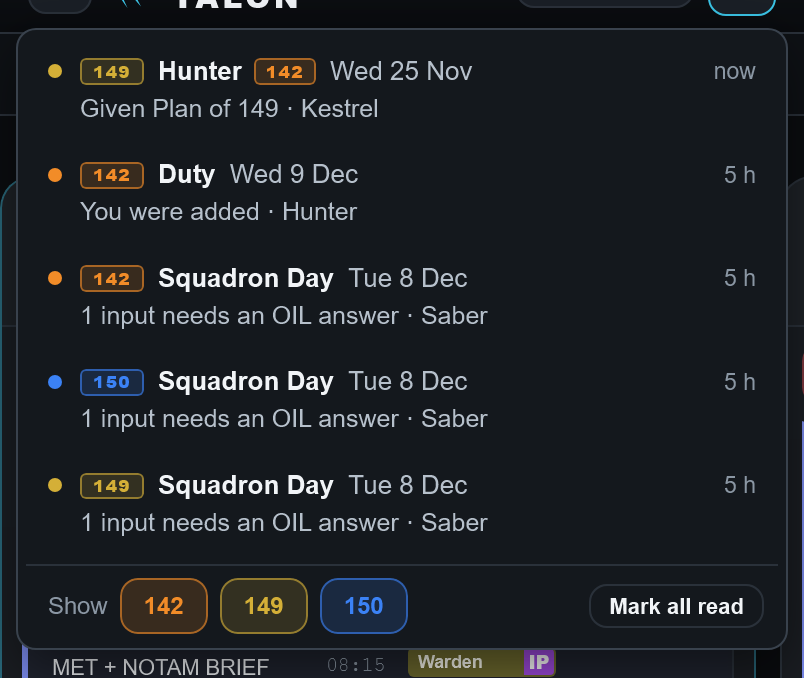 TALON
149 Hunter 142 Wed 25 Nov now
Given Plan of 149 · Kestrel
142 Duty Wed 9 Dec 5 h
You were added · Hunter
142 Squadron Day Tue 8 Dec 5 h
1 input needs an OIL answer · Saber
150 Squadron Day Tue 8 Dec 5 h
1 input needs an OIL answer · Saber
149 Squadron Day Tue 8 Dec 5 h
1 input needs an OIL answer · Saber
Show 142 149 150 Mark all read
MET + NOTAM BRIEF 08:15 Warden IP